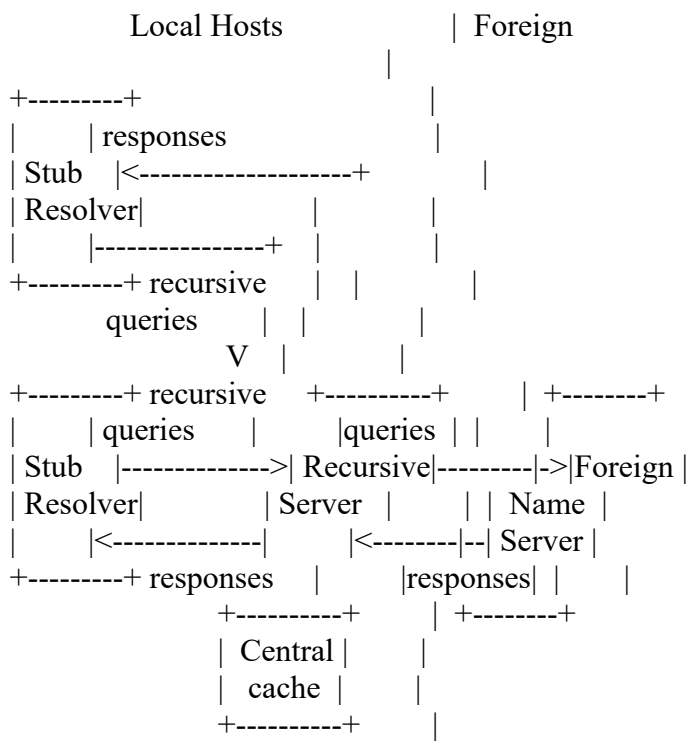 Local Hosts | Foreign
|
+---------+ |
| | responses |
| Stub |<--------------------+ |
| Resolver| | |
| |----------------+ | |
+---------+ recursive | | |
queries | | |
V | |
+---------+ recursive +----------+ | +--------+
| | queries | |queries | | |
| Stub |-------------->| Recursive|---------|->|Foreign |
| Resolver| | Server | | | Name |
| |<--------------| |<--------|--| Server |
+---------+ responses | |responses| | |
+----------+ | +--------+
| Central | |
| cache | |
+----------+ |